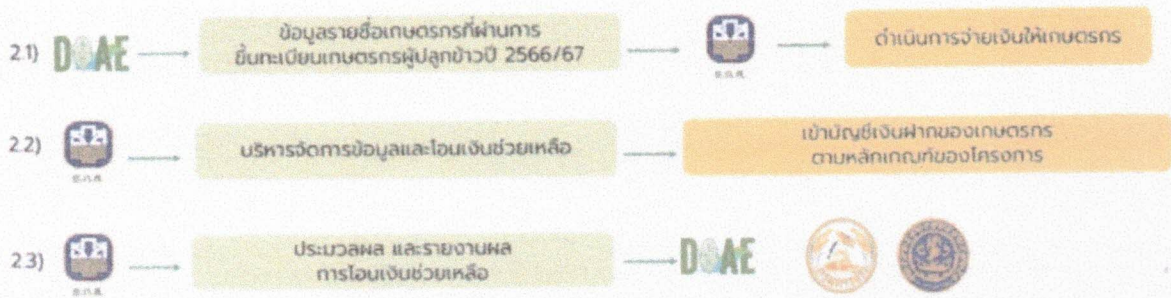 2.1) DOAE
ข้อมูลรายชื่อเกษตรกรที่ผ่านการ
ขึ้นทะเบียนเกษตรกรผู้ปลูกข้าวปี 2566/67
ธ.ก.ส.
ดำเนินการจ่ายเงินให้เกษตรกร
2.2)
ธ.ก.ส.
บริหารจัดการข้อมูลและโอนเงินช่วยเหลือ
เข้าบัญชีเงินฝากของเกษตรกร
ตามหลักเกณฑ์ของโครงการ
2.3)
ธ.ก.ส.
ประมวลผล และรายงานผล
การโอนเงินช่วยเหลือ
DOAE